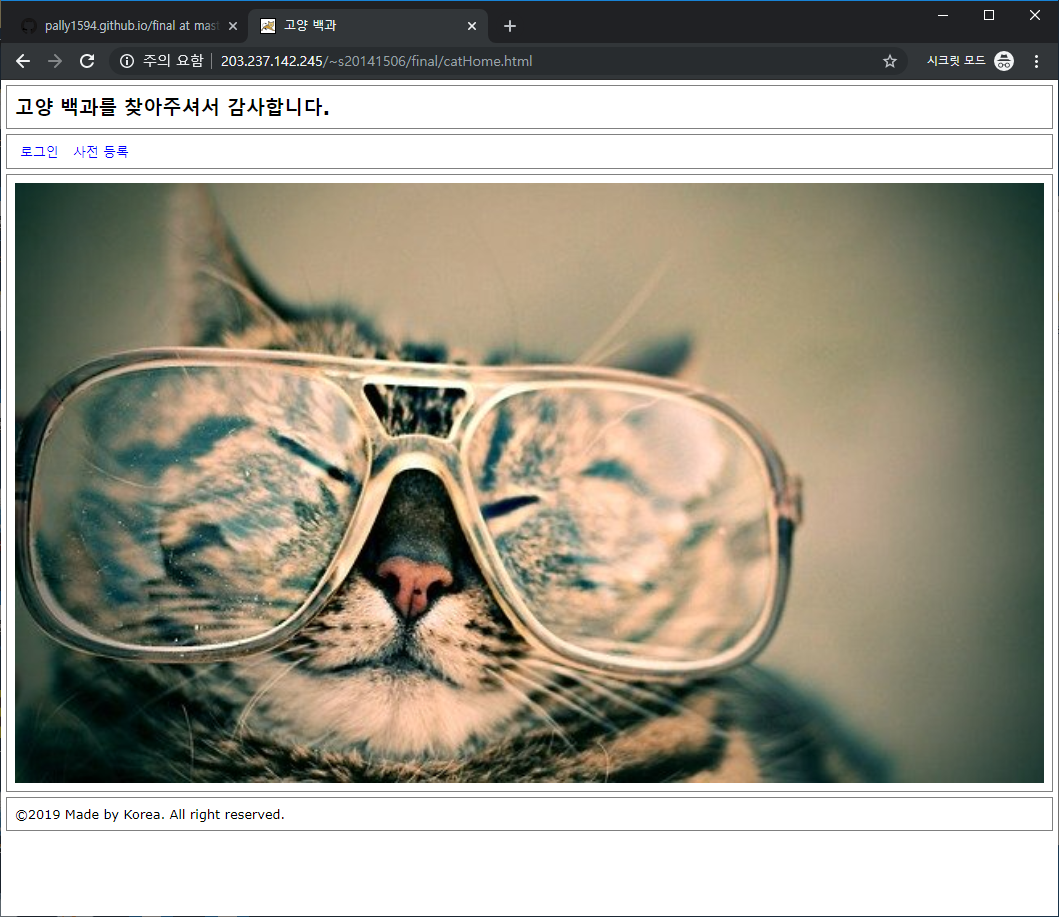 pally1594.github.io/final at mast
고양 백과
주의 요함
203.237.142.245/~s20141506/final/catHome.html
시크릿 모드
고양 백과를 찾아주셔서 감사합니다.
로그인 사전 등록
©2019 Made by Korea. All right reserved.